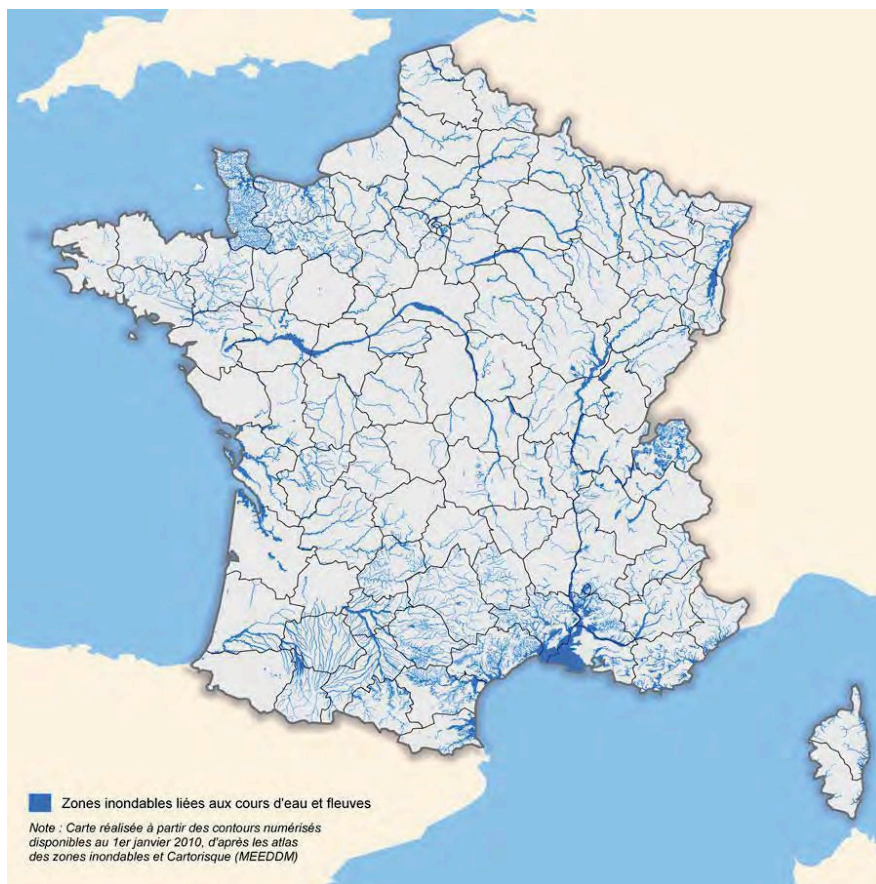 Zones inondables liées aux cours d'eau et fleuves
Note : Carte réalisée à partir des contours numérisés
disponibles au 1er janvier 2010, d'après les atlas
des zones inondables et Cartorisque (MEEDDM)